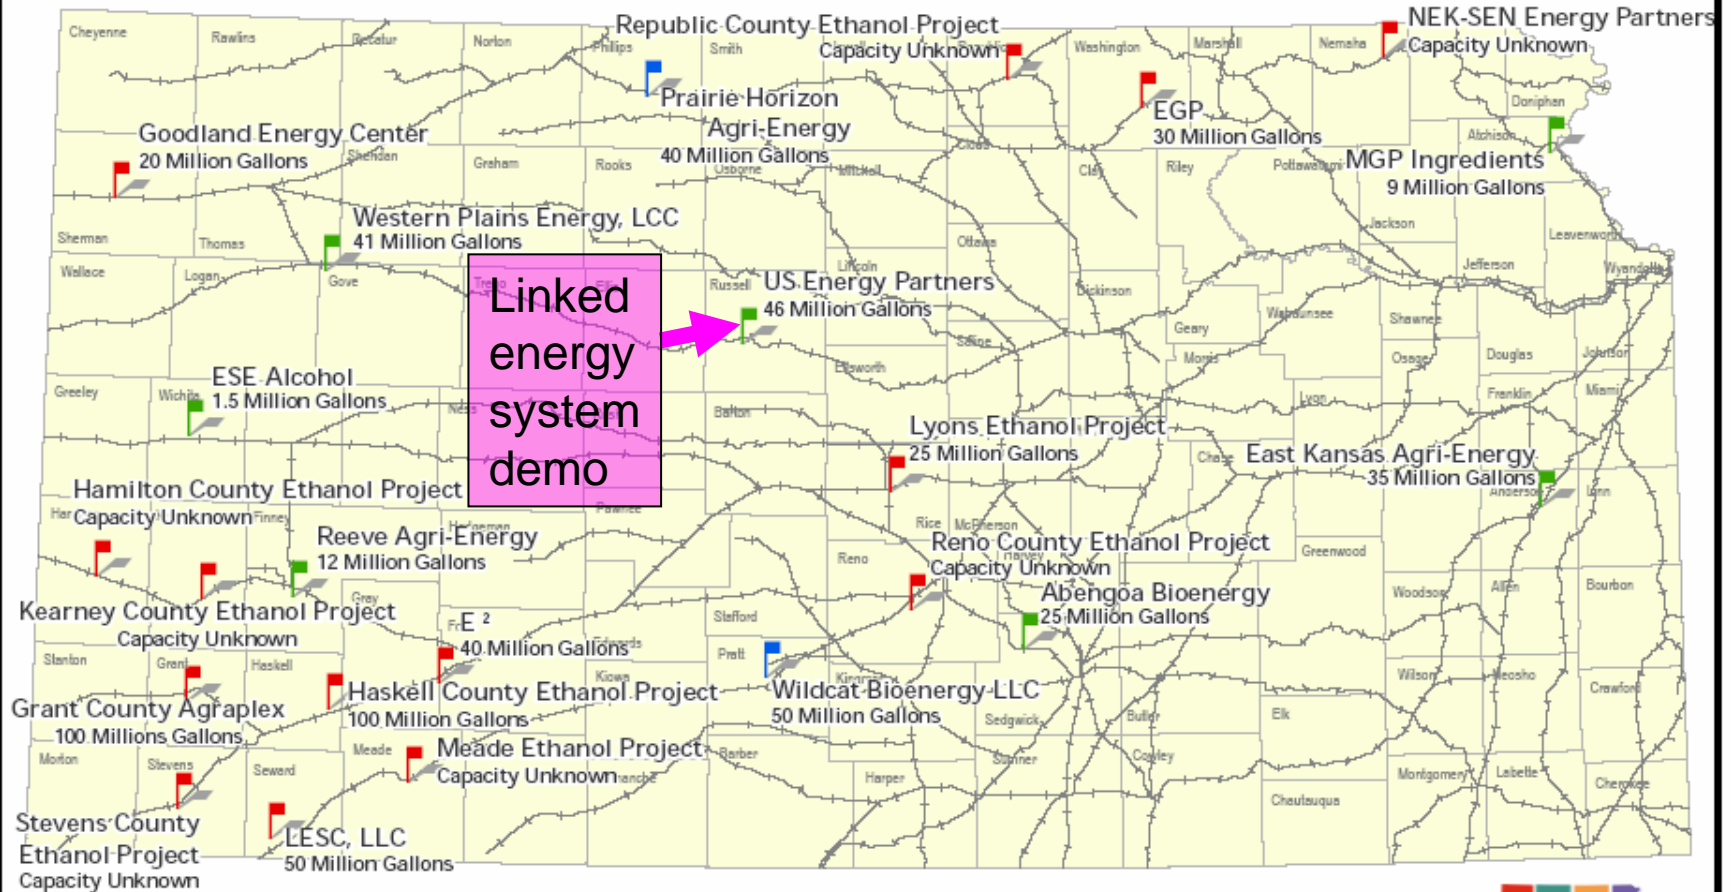 Cheyenne
Rawlins
Decatur
Norton
Phillips
Smith
Republic County Ethanol Project
Capacity Unknown
Washington
Marshall
Nemaha
NEK-SEN Energy Partners
Capacity Unknown
Doniphan
Atchison
Prairie Horizon
Agri-Energy
40 Million Gallons
EGP
30 Million Gallons
MGP Ingredients
9 Million Gallons
Goodland Energy Center
20 Million Gallons
Sheridan
Graham
Rooks
Osborne
Mitchell
Cloud
Clay
Riley
Pottawatomi
Jackson
Leavenworth
Sherman
Thomas
Western Plains Energy, LCC
41 Million Gallons
Ottawa
Lincoln
Jefferson
Wyandotte
Wallace
Logan
Gove
Trego
Ellis
Russell
US Energy Partners
46 Million Gallons
Linked
energy
system
demo
Dickinson
Geary
Wabaunsee
Shawnee
Saline
Ellsworth
Morris
Osage
Douglas
Johnson
Greeley
Wichita
ESE Alcohol
1.5 Million Gallons
Ness
Barton
Lyon
Franklin
Miami
Lyons Ethanol Project
25 Million Gallons
Chase
East Kansas Agri-Energy
35 Million Gallons
Anderson
Linn
Hamilton County Ethanol Project
Capacity Unknown
Har
Finney
Hodgeman
Pawnee
Rice
McPherson
Reeve Agri-Energy
12 Million Gallons
Reno
Harvey
Reno County Ethanol Project
Capacity Unknown
Greenwood
Woodson
Allen
Bourbon
Gray
Kearney County Ethanol Project
Capacity Unknown
E ²
40 Million Gallons
Edwards
Stafford
Abengoa Bioenergy
25 Million Gallons
Stanton
Grant
Haskell
Kiowa
Pratt
Kingman
Wilson
Neosho
Crawford
Grant County Agraplex
100 Millions Gallons
Haskell County Ethanol Project
100 Million Gallons
Wildcat Bioenergy LLC
50 Million Gallons
Sedgwick
Butler
Elk
Morton
Stevens
Seward
Meade
Meade Ethanol Project
Capacity Unknown
manche
Barber
Harper
Sumner
Cowley
Chautauqua
Montgomery
Labette
Cherokee
Stevens County
Ethanol Project
Capacity Unknown
LESC, LLC
50 Million Gallons